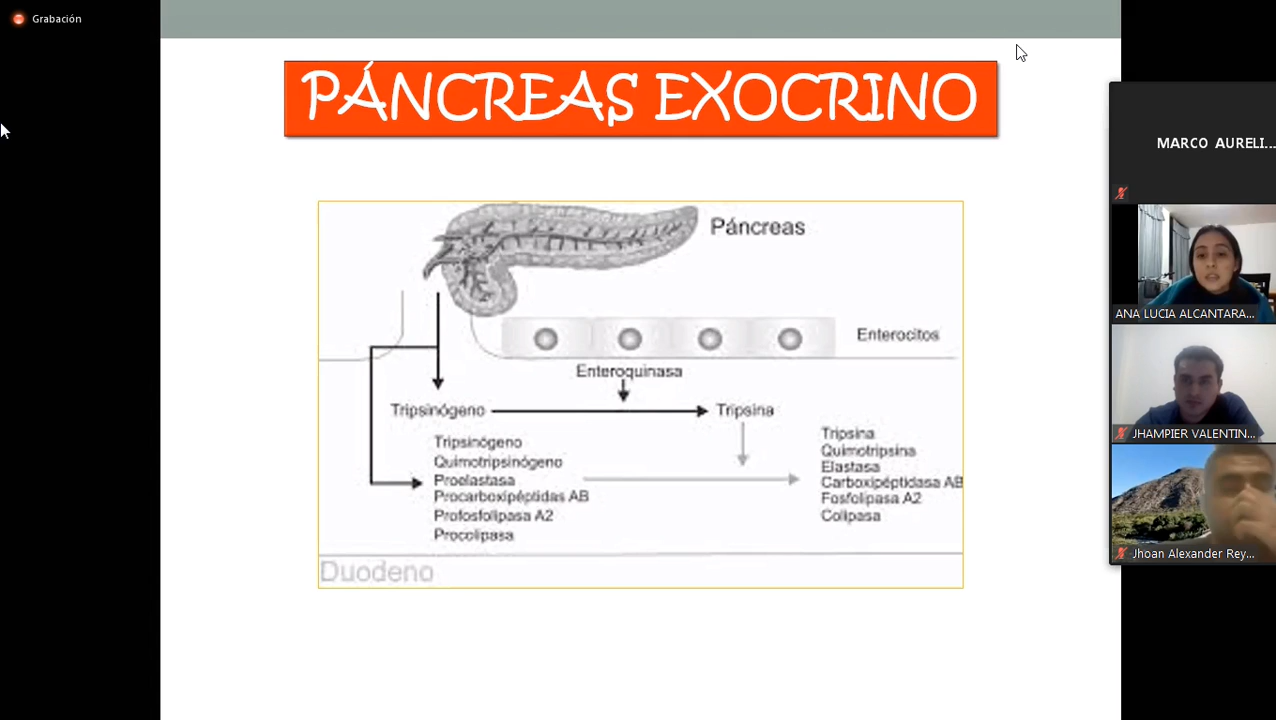 Grabación
PÁNCREAS EXOCRINO
Páncreas
Enterocitos
Enteroquinasa
Tripsinógeno
Tripsina
Tripsinógeno
Quimotripsinógeno
Proelastasa
Procarboxipéptidas AB
Profosfolipasa A2
Procolipasa
Tripsina
Quimotripsina
Elastasa
Carboxipéptidasa AB
Fosfolipasa A2
Colipasa
Duodeno
MARCO AURELI...
ANA LUCIA ALCANTARA...
JHAMPIER VALENTIN...
Jhoan Alexander Rey...